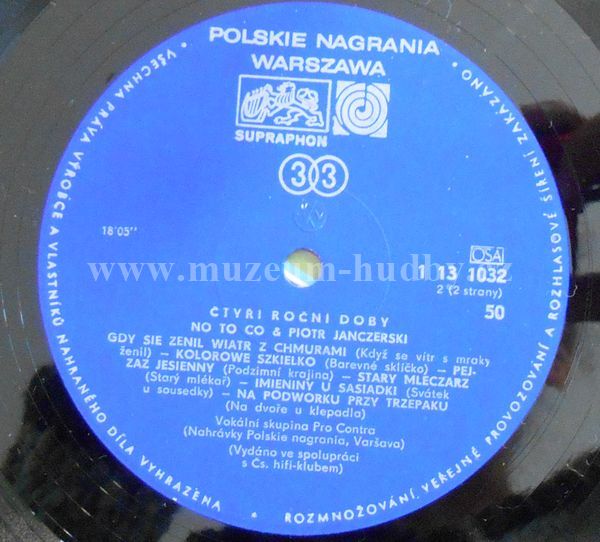 POLSKIE NAGRANIA
WARSZAWA
SUPRAPHON
33
18'05''
OSA
1 13 1032
2 (2 strany)
50
www.muzeum-hudby.cz
ČTYŘI ROČNÍ DOBY
NO TO CO & PIOTR JANCZERSKI
GDY SIE ZENIL WIATR Z CHMURAMI (Když se vítr s mraky
ženil) – KOLOROWE SZKIELKO (Barevné sklíčko) – PEJ-
ZAZ JESIENNY (Podzimní krajina) – STARY MLECZARZ
(Starý mlékař) – IMIENINY U SASIADKI (Svátek
u sousedky) – NA PODWORKU PRZY TRZEPAKU
(Na dvoře u klepadla)
Vokální skupina Pro Contra
(Nahrávky Polskie nagrania, Varšava)
(Vydáno ve spolupráci
s Čs. hifi-klubem)
• VŠECHNA PRÁVA VÝROBCE A VLASTNÍKŮ NAHRANÉHO DÍLA VYHRAZENA • ROZMNOŽOVÁNÍ, VEŘEJNÉ PROVOZOVÁNÍ A ROZHLASOVÉ ŠÍŘENÍ ZAKÁZÁNO •